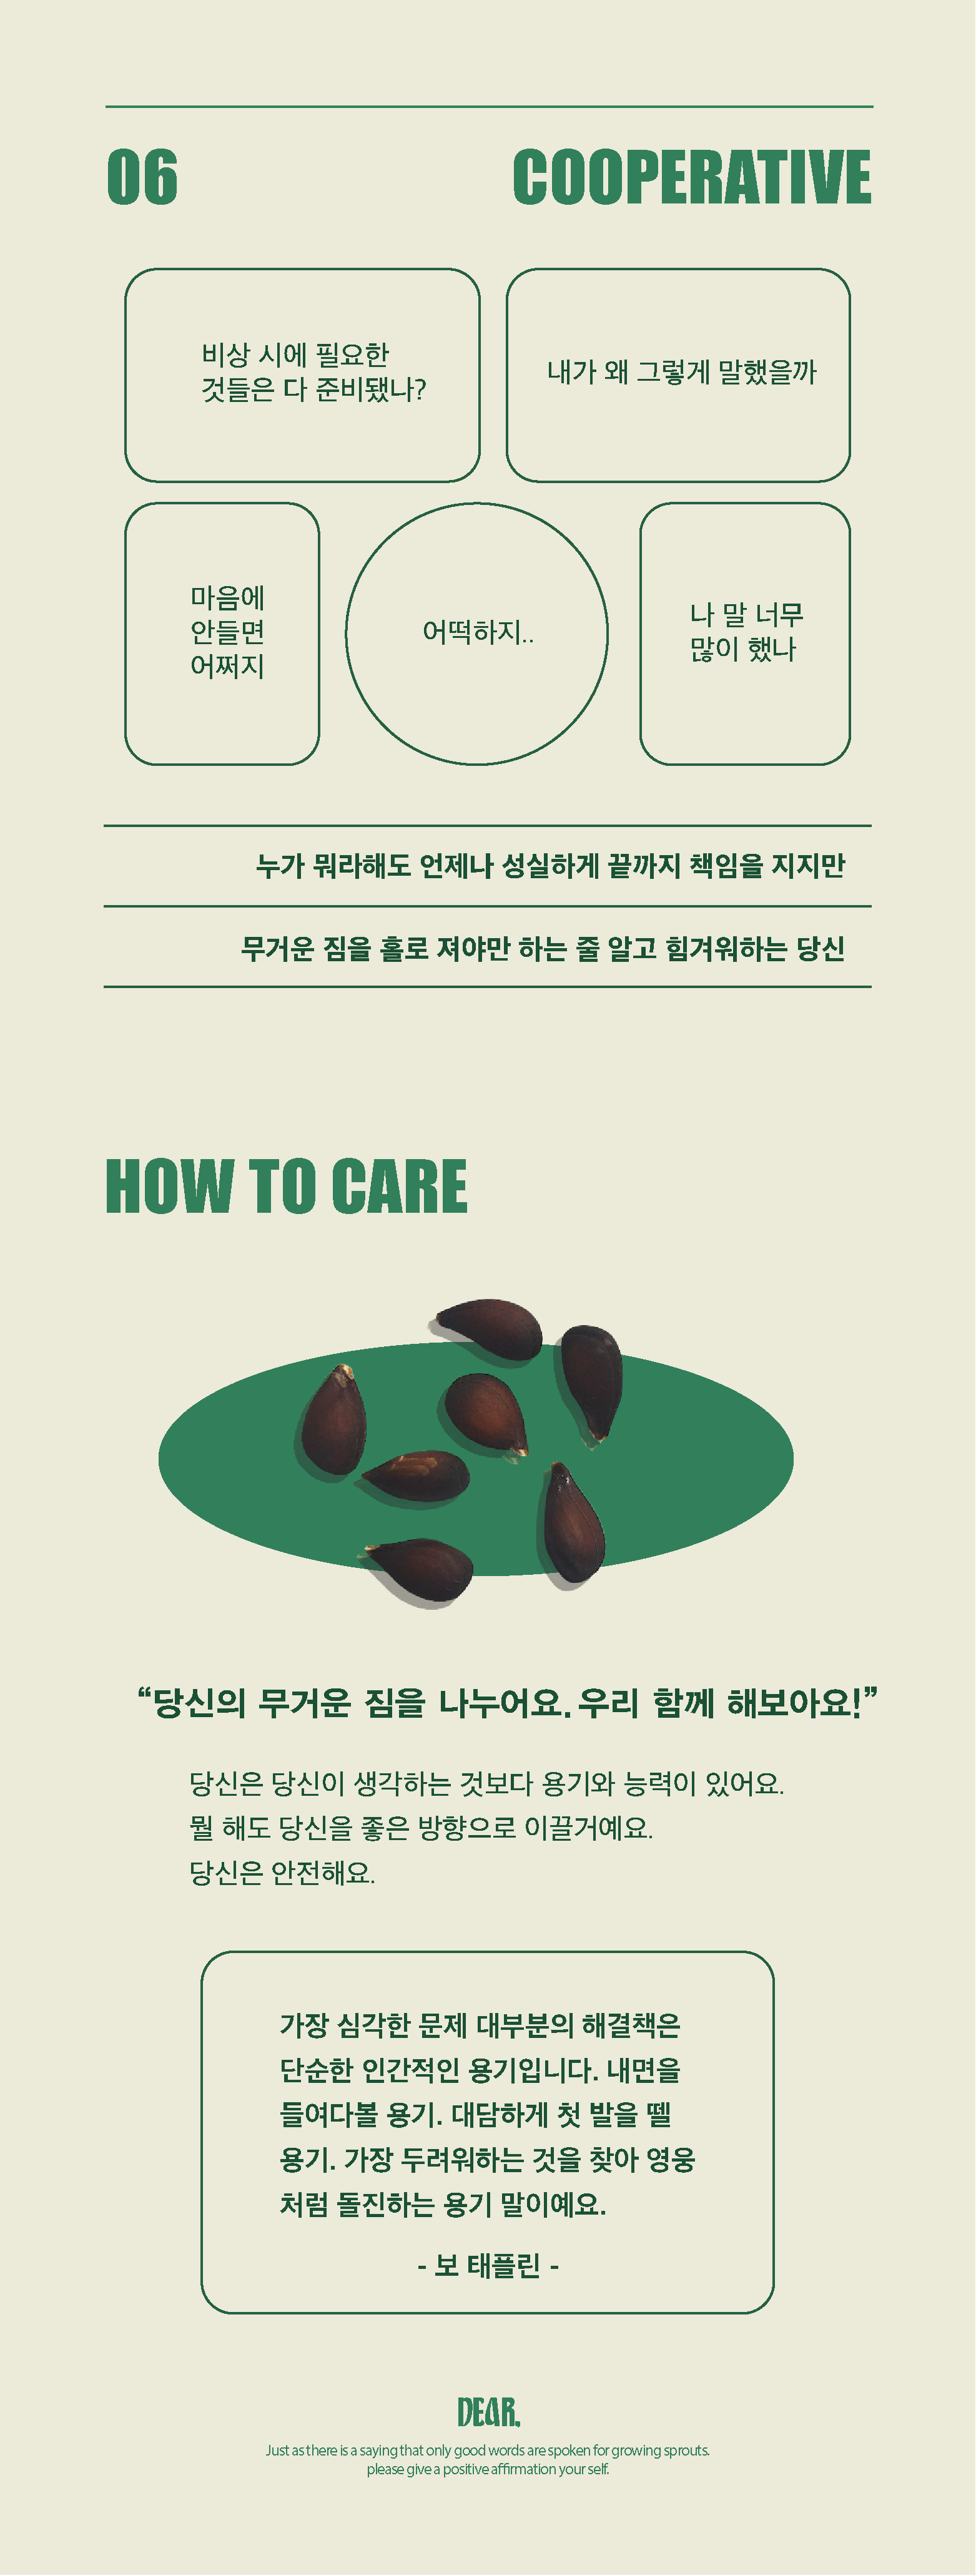 06
COOPERATIVE
비상 시에 필요한
것들은 다 준비됐나?
내가 왜 그렇게 말했을까
마음에
안들면
어쩌지
어떡하지..
나 말 너무
많이 했나
누가 뭐라해도 언제나 성실하게 끝까지 책임을 지지만
무거운 짐을 홀로 져야만 하는 줄 알고 힘겨워하는 당신
HOW TO CARE
“당신의 무거운 짐을 나누어요. 우리 함께 해보아요!”
당신은 당신이 생각하는 것보다 용기와 능력이 있어요.
뭘 해도 당신을 좋은 방향으로 이끌거예요.
당신은 안전해요.
가장 심각한 문제 대부분의 해결책은
단순한 인간적인 용기입니다. 내면을
들여다볼 용기. 대담하게 첫 발을 뗄
용기. 가장 두려워하는 것을 찾아 영웅
처럼 돌진하는 용기 말이예요.
- 보 태플린 -
DEAR,
Just as there is a saying that only good words are spoken for growing sprouts.
please give a positive affirmation your self.